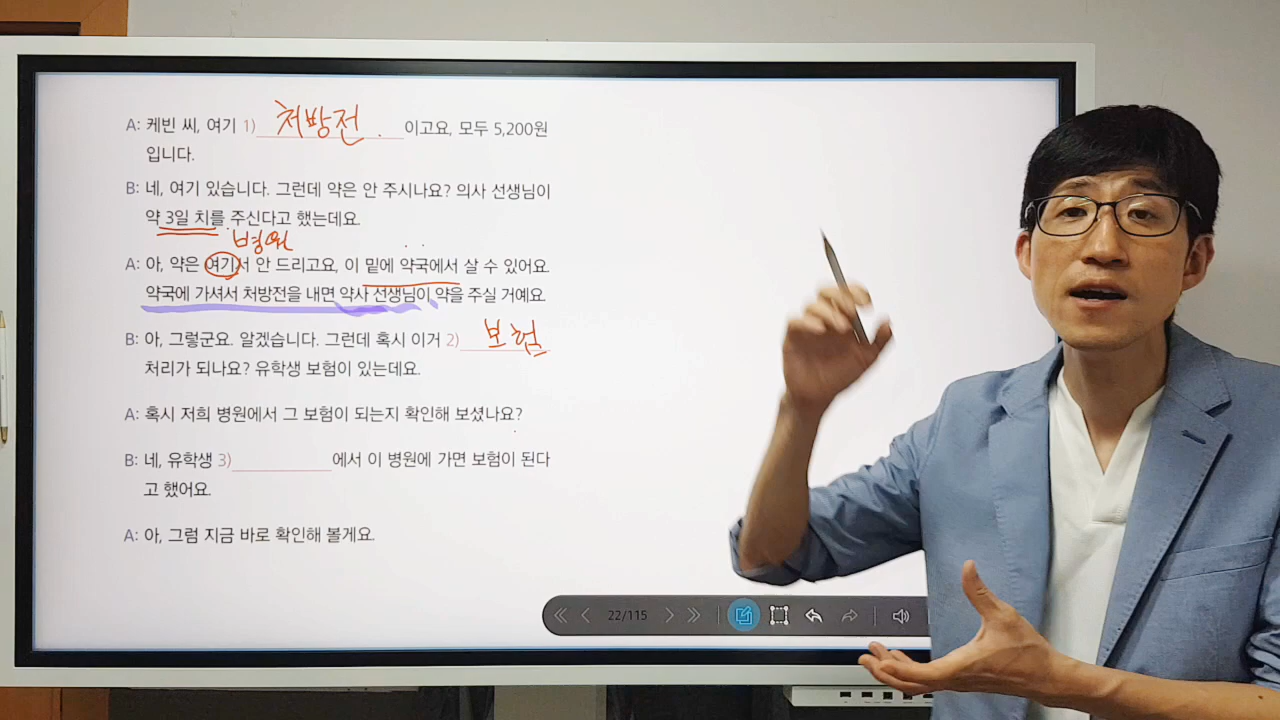 A: 케빈 씨, 여기 1) 처방전 이고요, 모두 5,200원
입니다.
B: 네, 여기 있습니다. 그런데 약은 안 주시나요? 의사 선생님이
약 3일 치를 주신다고 했는데요.
병원
A: 아, 약은 여기서 안 드리고요, 이 밑에 약국에서 살 수 있어요.
약국에 가셔서 처방전을 내면 약사 선생님이 약을 주실 거예요.
B: 아, 그렇군요. 알겠습니다. 그런데 혹시 이거 2) 보험
처리가 되나요? 유학생 보험이 있는데요.
A: 혹시 저희 병원에서 그 보험이 되는지 확인해 보셨나요?
B: 네, 유학생 3) 에서 이 병원에 가면 보험이 된다
고 했어요.
A: 아, 그럼 지금 바로 확인해 볼게요.
22/115